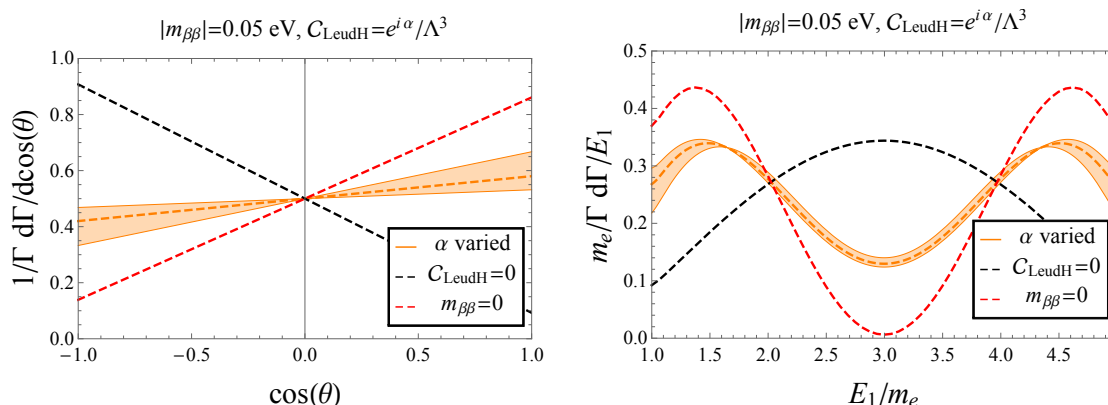 |m_ββ|=0.05 eV, C_LeudH=e^{iα}/Λ^3
1/Γ dΓ/dcos(θ)
1.0
0.8
0.6
0.4
0.2
0.0
α varied
C_LeudH=0
m_ββ=0
−1.0 −0.5 0.0 0.5 1.0
cos(θ)
|m_ββ|=0.05 eV, C_LeudH=e^{iα}/Λ^3
m_e/Γ dΓ/E_1
0.5
0.4
0.3
0.2
0.1
0.0
α varied
C_LeudH=0
m_ββ=0
1.0 1.5 2.0 2.5 3.0 3.5 4.0 4.5
E_1/m_e